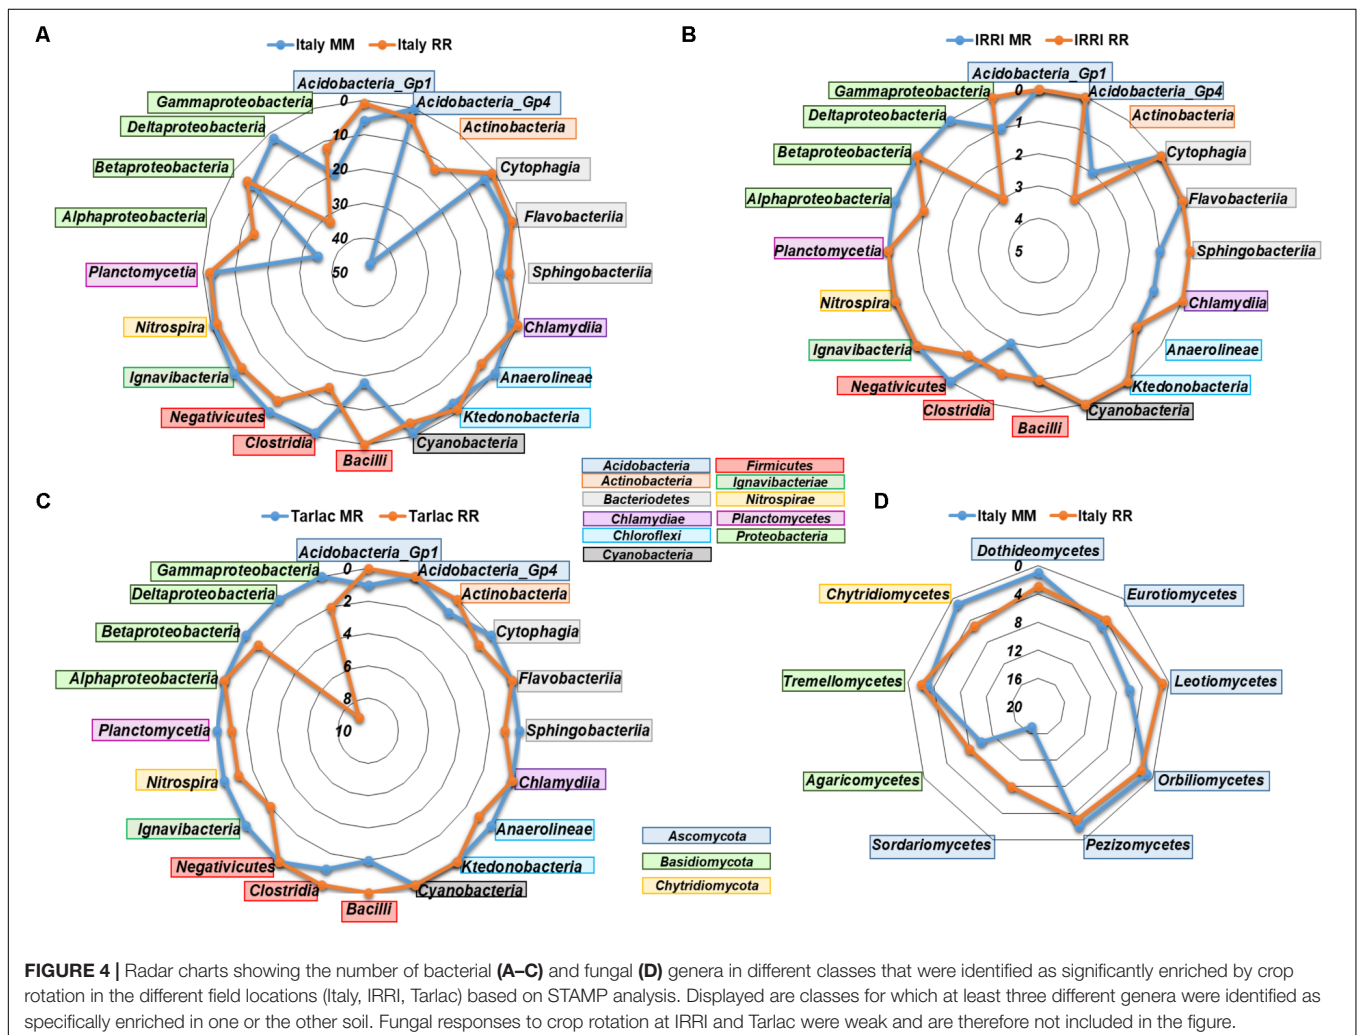 A
Italy MM
Italy RR
Acidobacteria_Gp1
Acidobacteria_Gp4
Actinobacteria
Cytophagia
Flavobacteriia
Sphingobacteriia
Chlamydiia
Anaerolineae
Ktedonobacteria
Cyanobacteria
Bacilli
Clostridia
Negativicutes
Ignavibacteria
Nitrospira
Planctomycetia
Alphaproteobacteria
Betaproteobacteria
Deltaproteobacteria
Gammaproteobacteria
0
10
20
30
40
50
B
IRRI MR
IRRI RR
Acidobacteria_Gp1
Acidobacteria_Gp4
Actinobacteria
Cytophagia
Flavobacteriia
Sphingobacteriia
Chlamydiia
Anaerolineae
Ktedonobacteria
Cyanobacteria
Bacilli
Clostridia
Negativicutes
Ignavibacteria
Nitrospira
Planctomycetia
Alphaproteobacteria
Betaproteobacteria
Deltaproteobacteria
Gammaproteobacteria
0
1
2
3
4
5
Acidobacteria
Firmicutes
Actinobacteria
Ignavibacteriae
Bacteriodetes
Nitrospirae
Chlamydiae
Planctomycetes
Chloroflexi
Proteobacteria
Cyanobacteria
C
Tarlac MR
Tarlac RR
Acidobacteria_Gp1
Acidobacteria_Gp4
Actinobacteria
Cytophagia
Flavobacteriia
Sphingobacteriia
Chlamydiia
Anaerolineae
Ktedonobacteria
Cyanobacteria
Bacilli
Clostridia
Negativicutes
Ignavibacteria
Nitrospira
Planctomycetia
Alphaproteobacteria
Betaproteobacteria
Deltaproteobacteria
Gammaproteobacteria
0
2
4
6
8
10
D
Italy MM
Italy RR
Dothideomycetes
Eurotiomycetes
Leotiomycetes
Orbiliomycetes
Pezizomycetes
Sordariomycetes
Agaricomycetes
Tremellomycetes
Chytridiomycetes
0
4
8
12
16
20
Ascomycota
Basidiomycota
Chytridiomycota
FIGURE 4 | Radar charts showing the number of bacterial (A–C) and fungal (D) genera in different classes that were identified as significantly enriched by crop
rotation in the different field locations (Italy, IRRI, Tarlac) based on STAMP analysis. Displayed are classes for which at least three different genera were identified as
specifically enriched in one or the other soil. Fungal responses to crop rotation at IRRI and Tarlac were weak and are therefore not included in the figure.